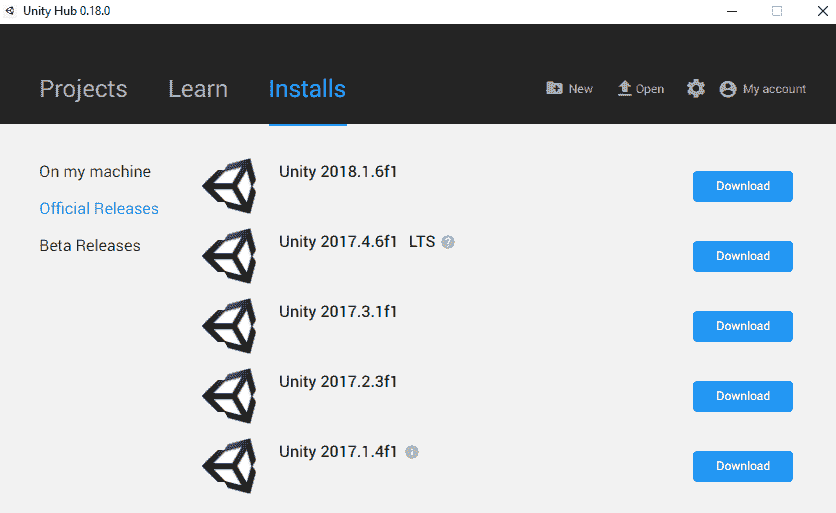 Unity Hub 0.18.0
Projects Learn Installs New Open My account
On my machine
Official Releases
Beta Releases
Unity 2018.1.6f1 Download
Unity 2017.4.6f1 LTS ? Download
Unity 2017.3.1f1 Download
Unity 2017.2.3f1 Download
Unity 2017.1.4f1 i Download